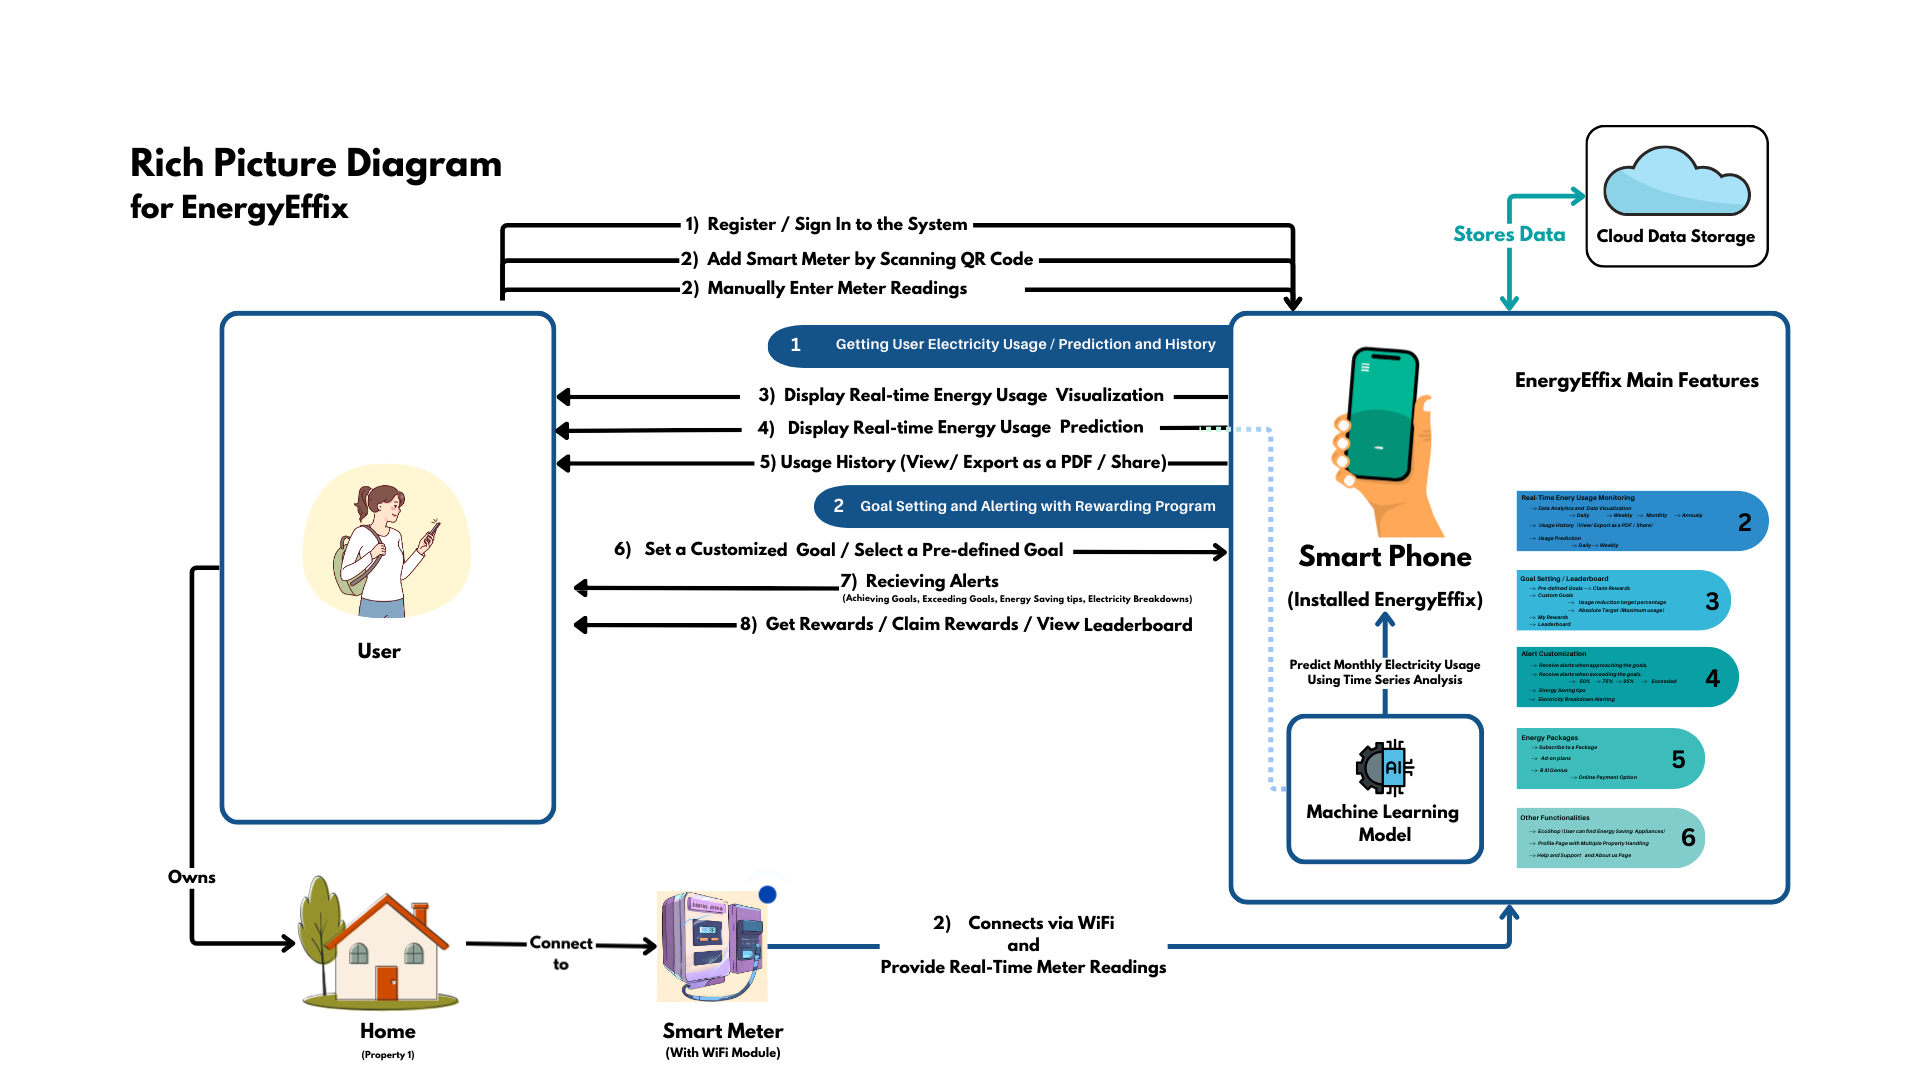 Rich Picture Diagram
for EnergyEffix
1) Register / Sign In to the System
2) Add Smart Meter by Scanning QR Code
2) Manually Enter Meter Readings
Stores Data
Cloud Data Storage
1 Getting User Electricity Usage / Prediction and History
3) Display Real-time Energy Usage Visualization
4) Display Real-time Energy Usage Prediction
5) Usage History (View/ Export as a PDF / Share)
2 Goal Setting and Alerting with Rewarding Program
6) Set a Customized Goal / Select a Pre-defined Goal
7) Recieving Alerts
(Achieving Goals, Exceeding Goals, Energy Saving tips, Electricity Breakdowns)
8) Get Rewards / Claim Rewards / View Leaderboard
User
Smart Phone
(Installed EnergyEffix)
Predict Monthly Electricity Usage
Using Time Series Analysis
AI
Machine Learning
Model
EnergyEffix Main Features
Real-Time Enery Usage Monitoring
--> Data Analytics and Data Visualization
--> Daily --> Weekly --> Monthly --> Annualy
--> Usage History (View/ Export as a PDF / Share)
--> Usage Prediction
--> Daily --> Weekly
2
Goal Setting / Leaderboard
--> Pre-defined Goals --> Claim Rewards
--> Custom Goals
--> Usage reduction target percentage
--> Absolute Target (Maximum usage)
--> My Rewards
--> Leaderboard
3
Alert Customization
--> Receive alerts when approaching the goals.
--> Receive alerts when exceeding the goals.
--> 50% --> 75% --> 95% --> Exceeded
--> Energy Saving tips
--> Electricity Breakdown Alerting
4
Energy Packages
--> Subscribe to a Package
--> Ad-on plans
--> Bill Genius
--> Online Payment Option
5
Other Functionalities
--> EcoShop (User can find Energy Saving Appliances)
--> Profile Page with Multiple Property Handling
--> Help and Support and About us Page
6
Owns
Home
(Property 1)
Connect
to
Smart Meter
(With WiFi Module)
2) Connects via WiFi
and
Provide Real-Time Meter Readings